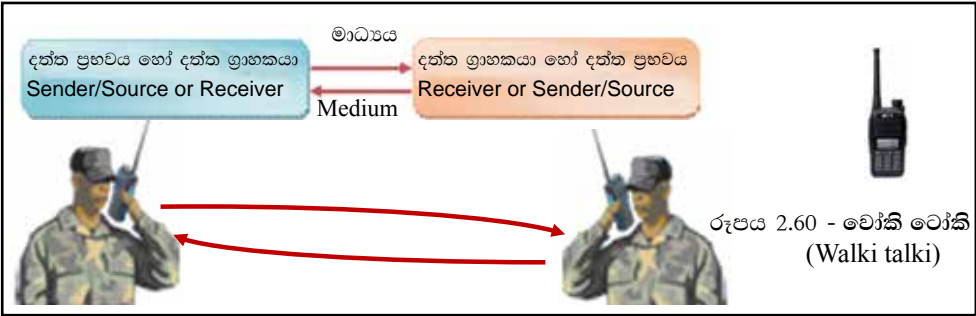 මාධ්‍යය
දත්ත ප්‍රභවය හෝ දත්ත ග්‍රාහකයා
Sender/Source or Receiver
දත්ත ග්‍රාහකයා හෝ දත්ත ප්‍රභවය
Receiver or Sender/Source
Medium
රූපය 2.60 - වෝකි ටෝකි
(Walki talki)